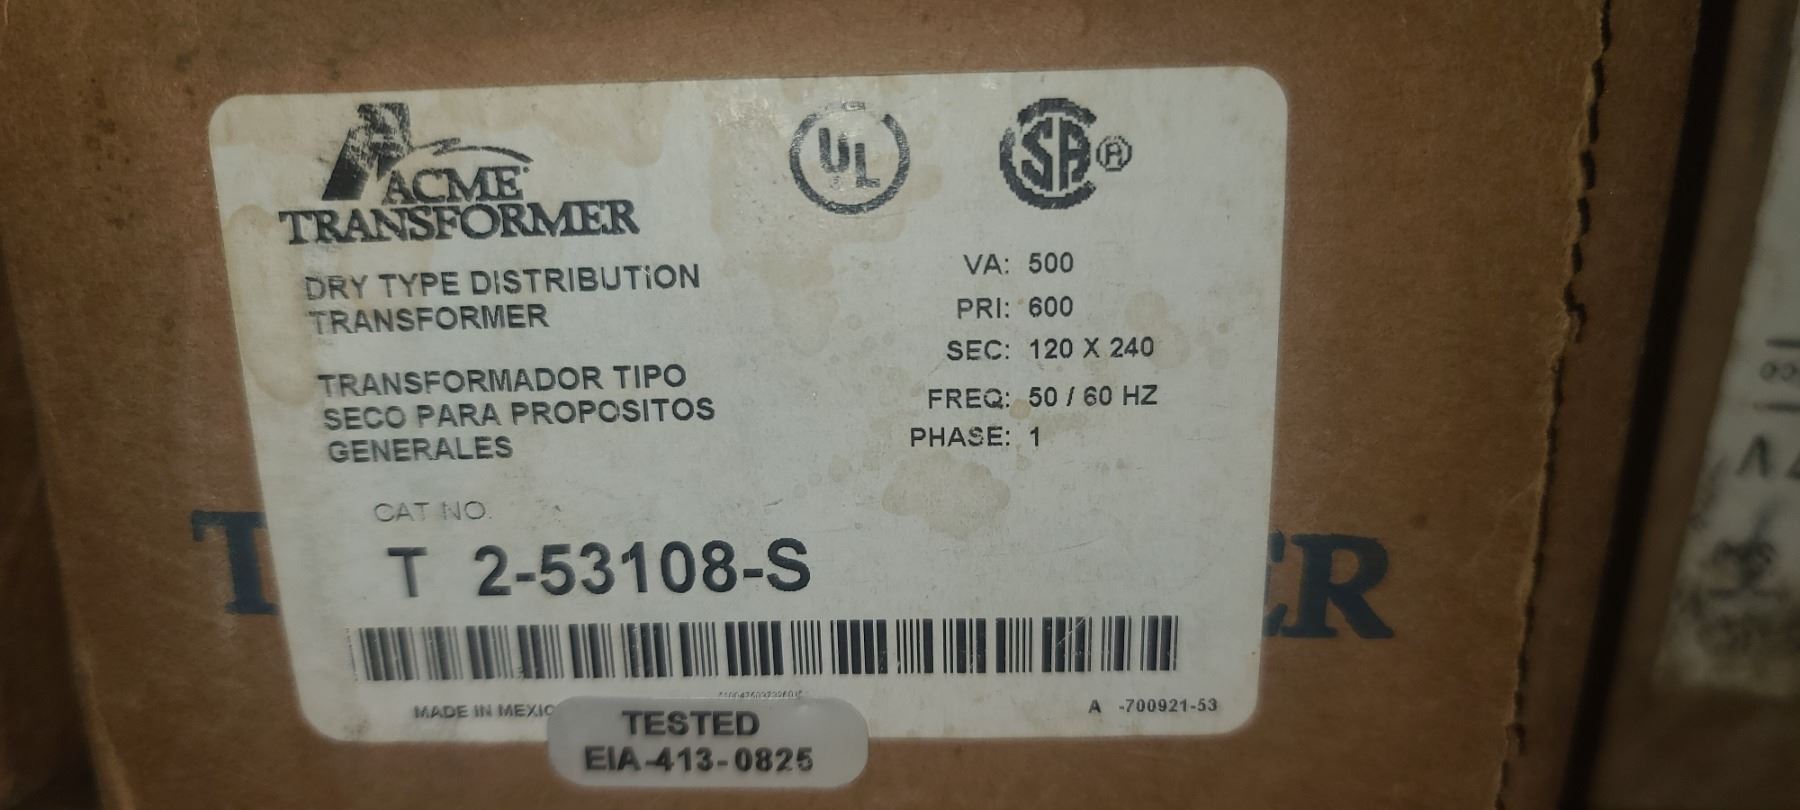 ACME
TRANSFORMER
UL
SA®
DRY TYPE DISTRIBUTION
TRANSFORMER
TRANSFORMADOR TIPO
SECO PARA PROPOSITOS
GENERALES
VA: 500
PRI: 600
SEC: 120 X 240
FREQ: 50 / 60 HZ
PHASE: 1
CAT NO.
T 2-53108-S
T ER
MADE IN MEXIC
A -700921-53
TESTED
EIA-413-0825